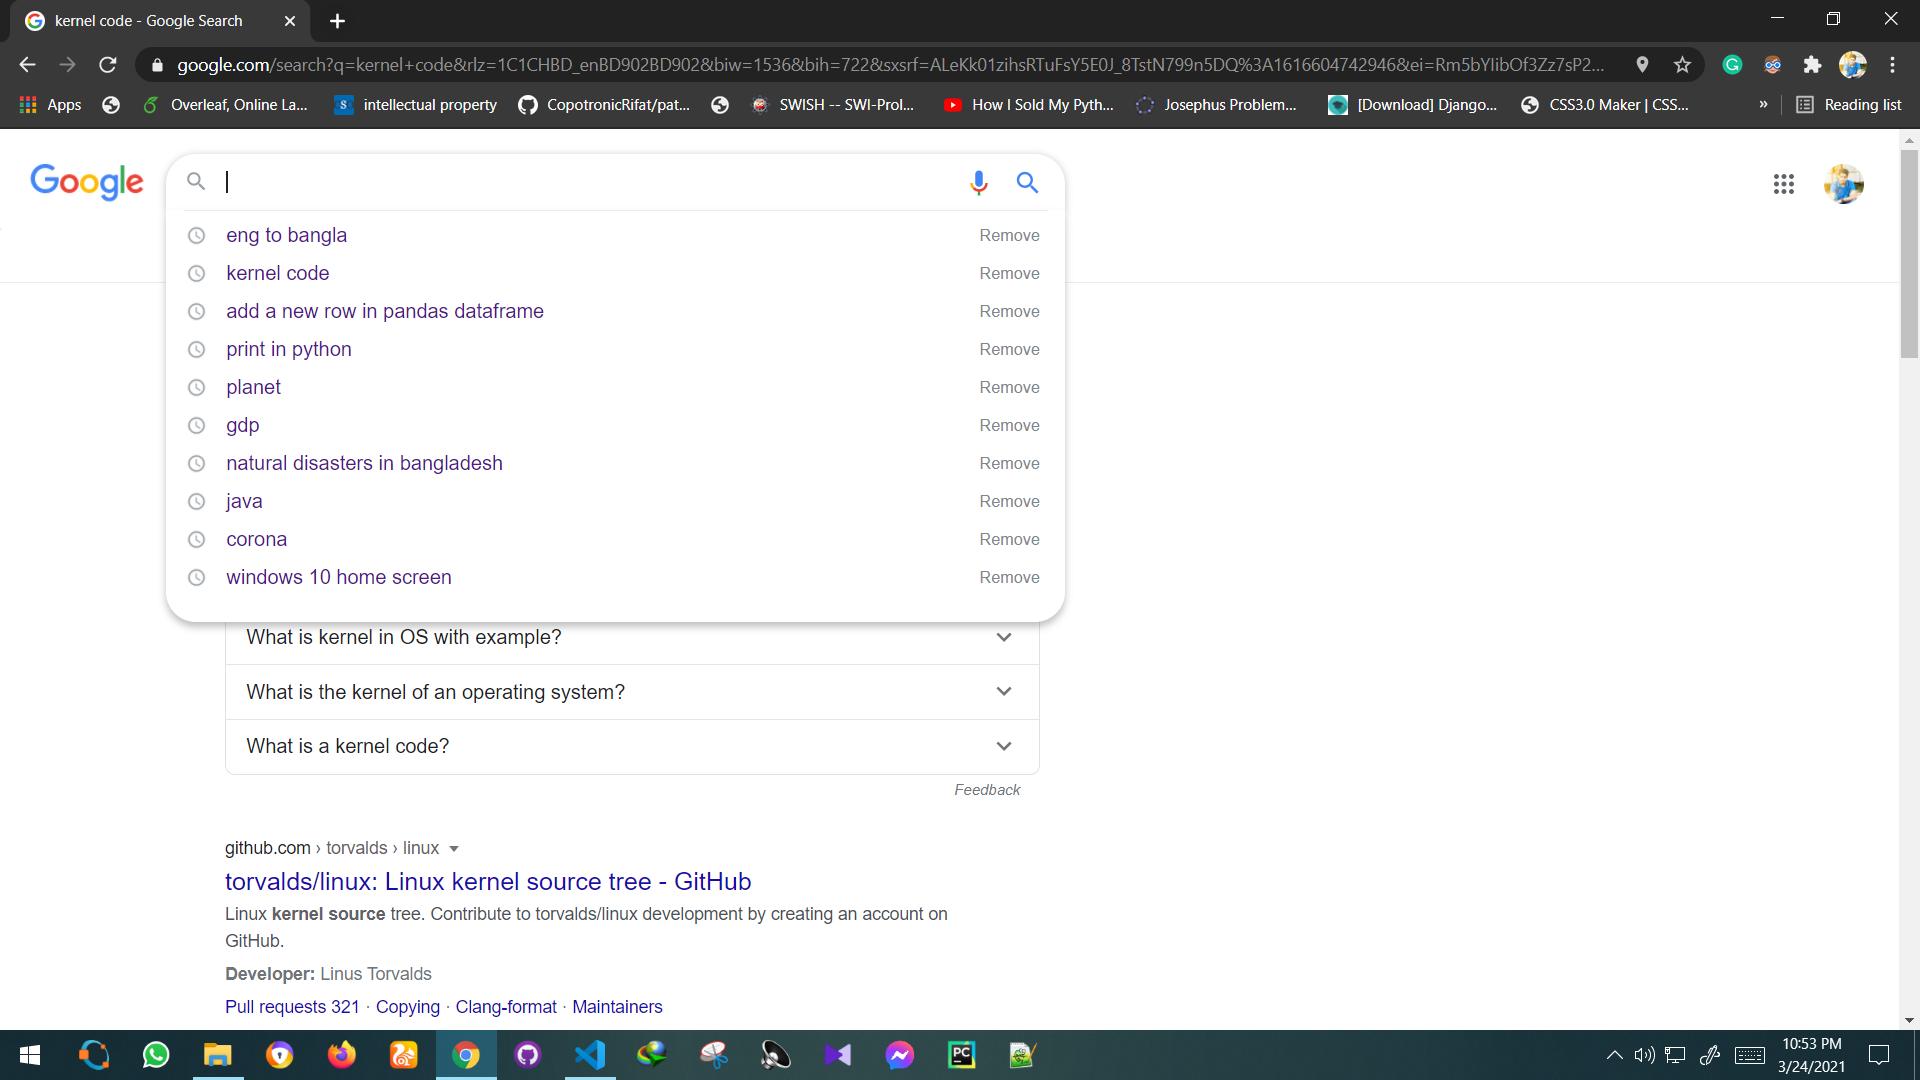 kernel code - Google Search
google.com/search?q=kernel+code&rlz=1C1CHBD_enBD902BD902&biw=1536&bih=722&sxsrf=ALeKk01zihsRTuFsY5E0J_8TstN799n5DQ%3A1616604742946&ei=Rm5bYIibOf3Zz7sP2...
Apps
Overleaf, Online La...
intellectual property
CopotronicRifat/pat...
SWISH -- SWI-Prol...
How I Sold My Pyth...
Josephus Problem...
[Download] Django...
CSS3.0 Maker | CSS...
»
Reading list
Google
eng to bangla Remove
kernel code Remove
add a new row in pandas dataframe Remove
print in python Remove
planet Remove
gdp Remove
natural disasters in bangladesh Remove
java Remove
corona Remove
windows 10 home screen Remove
What is kernel in OS with example?
What is the kernel of an operating system?
What is a kernel code?
Feedback
github.com › torvalds › linux
torvalds/linux: Linux kernel source tree - GitHub
Linux kernel source tree. Contribute to torvalds/linux development by creating an account on
GitHub.
Developer: Linus Torvalds
Pull requests 321 · Copying · Clang-format · Maintainers
PC
10:53 PM
3/24/2021